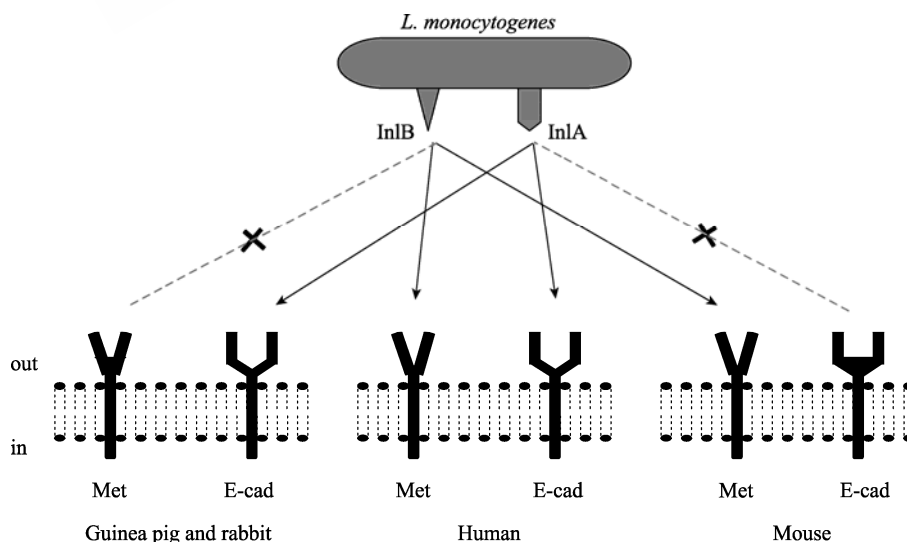 L. monocytogenes
InlB InlA
out
in
Met E-cad Met E-cad Met E-cad
Guinea pig and rabbit Human Mouse